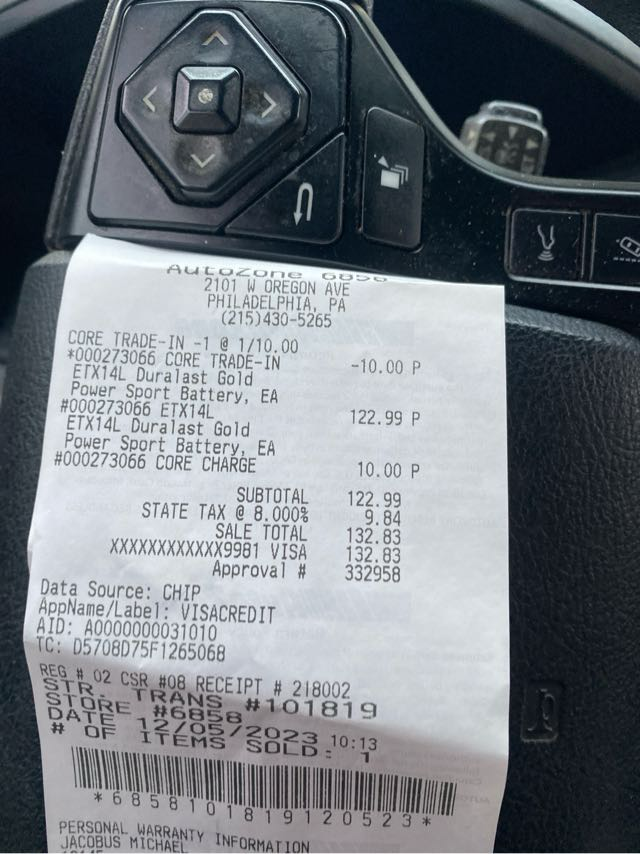 AutoZone 6858
2101 W OREGON AVE
PHILADELPHIA, PA
(215)430-5265
CORE TRADE-IN -1 @ 1/10.00
*000273066 CORE TRADE-IN -10.00 P
ETX14L Duralast Gold
Power Sport Battery, EA
#000273066 ETX14L 122.99 P
ETX14L Duralast Gold
Power Sport Battery, EA
#000273066 CORE CHARGE 10.00 P
SUBTOTAL 122.99
STATE TAX @ 8.000% 9.84
SALE TOTAL 132.83
XXXXXXXXXXXX9981 VISA 132.83
Approval # 332958
Data Source: CHIP
AppName/Label: VISACREDIT
AID: A0000000031010
TC: D5708D75F1265068
REG # 02 CSR #08 RECEIPT # 218002
STR. TRANS #101819
STORE #6858
DATE 12/05/2023 10:13
# OF ITEMS SOLD: 1
*6858101819120523*
PERSONAL WARRANTY INFORMATION
JACOBUS MICHAEL